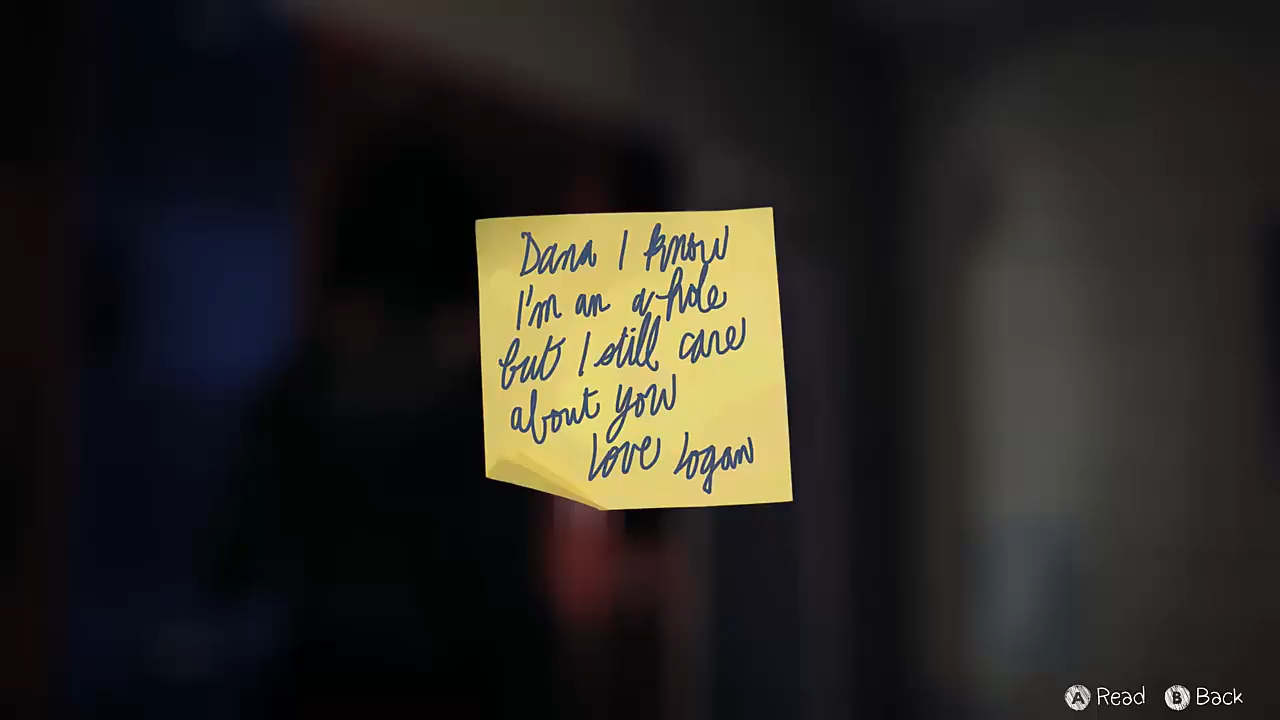 Dana I know
I'm an a-hole
but I still care
about you
Love Logan
A Read B Back